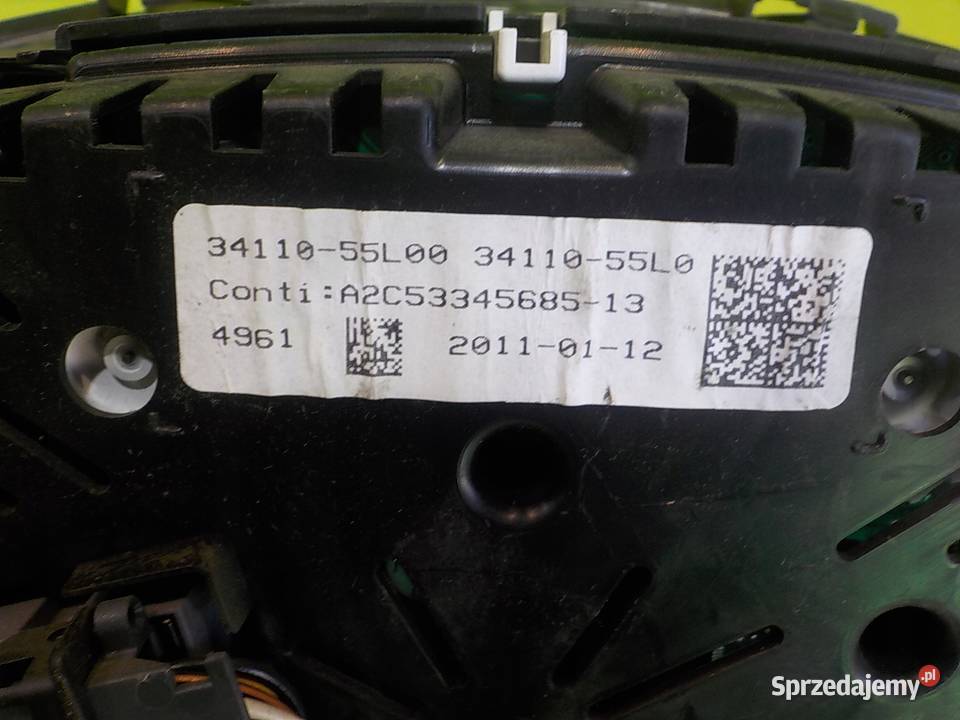 34110-55L00 34110-55L0
Conti:A2C53345685-13
4961 2011-01-12
Sprzedajemy.pl